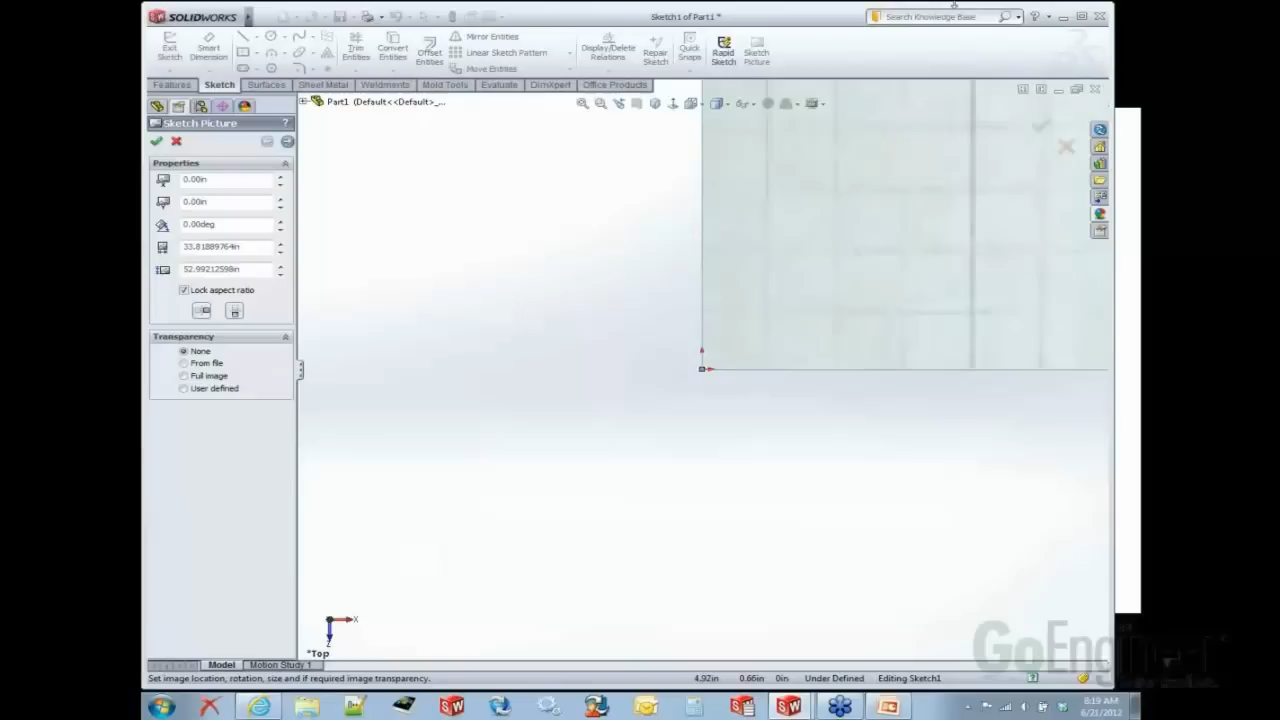 SOLIDWORKS
Sketch1 of Part1 *
Search Knowledge Base
Exit Sketch
Smart Dimension
Trim Entities
Convert Entities
Offset Entities
Mirror Entities
Linear Sketch Pattern
Move Entities
Display/Delete Relations
Repair Sketch
Quick Snaps
Rapid Sketch
Sketch Picture
Features Sketch Surfaces Sheet Metal Weldments Mold Tools Evaluate DimXpert Office Products
Part1 (Default<<Default>_...
Sketch Picture ?
Properties
0.00in
0.00in
0.00deg
33.81889764in
52.99212598in
Lock aspect ratio
Transparency
None
From file
Full image
User defined
X
Z
*Top
Model Motion Study 1
Set image location, rotation, size and if required image transparency.
4.92in 0.66in 0in Under Defined Editing Sketch1
8:19 AM
6/21/2012